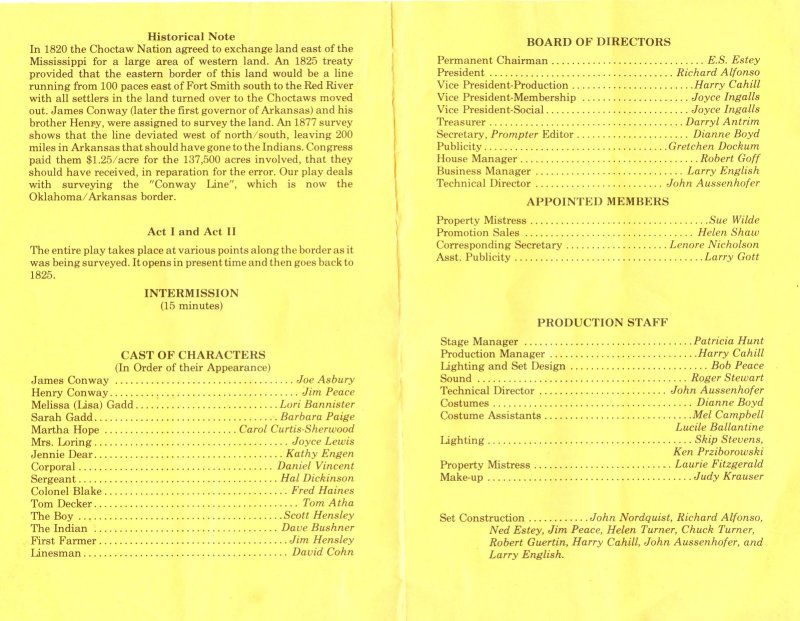 Historical Note
In 1820 the Choctaw Nation agreed to exchange land east of the
Mississippi for a large area of western land. An 1825 treaty
provided that the eastern border of this land would be a line
running from 100 paces east of Fort Smith south to the Red River
with all settlers in the land turned over to the Choctaws moved
out. James Conway (later the first governor of Arkansas) and his
brother Henry, were assigned to survey the land. An 1877 survey
shows that the line deviated west of north/south, leaving 200
miles in Arkansas that should have gone to the Indians. Congress
paid them $1.25/acre for the 137,500 acres involved, that they
should have received, in reparation for the error. Our play deals
with surveying the "Conway Line", which is now the
Oklahoma/Arkansas border.
Act I and Act II
The entire play takes place at various points along the border as it
was being surveyed. It opens in present time and then goes back to
1825.
INTERMISSION
(15 minutes)
CAST OF CHARACTERS
(In Order of their Appearance)
James Conway ................................ Joe Asbury
Henry Conway ................................ Jim Peace
Melissa (Lisa) Gadd ......................... Lori Bannister
Sarah Gadd .................................. Barbara Paige
Martha Hope ........................ Carol Curtis-Sherwood
Mrs. Loring ................................. Joyce Lewis
Jennie Dear ................................. Kathy Engen
Corporal .................................... Daniel Vincent
Sergeant .................................... Hal Dickinson
Colonel Blake ............................... Fred Haines
Tom Decker .................................. Tom Atha
The Boy ..................................... Scott Hensley
The Indian .................................. Dave Bushner
First Farmer ................................ Jim Hensley
Linesman .................................... David Cohn
BOARD OF DIRECTORS
Permanent Chairman .......................... E.S. Estey
President ................................... Richard Alfonso
Vice President-Production ................... Harry Cahill
Vice President-Membership ................... Joyce Ingalls
Vice President-Social ....................... Joyce Ingalls
Treasurer ................................... Darryl Antrim
Secretary, Prompter Editor .................. Dianne Boyd
Publicity ................................... Gretchen Dockum
House Manager ............................... Robert Goff
Business Manager ............................ Larry English
Technical Director .......................... John Aussenhofer
APPOINTED MEMBERS
Property Mistress ........................... Sue Wilde
Promotion Sales ............................. Helen Shaw
Corresponding Secretary ..................... Lenore Nicholson
Asst. Publicity ............................. Larry Gott
PRODUCTION STAFF
Stage Manager ............................... Patricia Hunt
Production Manager .......................... Harry Cahill
Lighting and Set Design ..................... Bob Peace
Sound ....................................... Roger Stewart
Technical Director .......................... John Aussenhofer
Costumes .................................... Dianne Boyd
Costume Assistants .......................... Mel Campbell
Lucile Ballantine
Lighting .................................... Skip Stevens,
Ken Prziborowski
Property Mistress ........................... Laurie Fitzgerald
Make-up ..................................... Judy Krauser
Set Construction ............ John Nordquist, Richard Alfonso,
Ned Estey, Jim Peace, Helen Turner, Chuck Turner,
Robert Guertin, Harry Cahill, John Aussenhofer, and
Larry English.